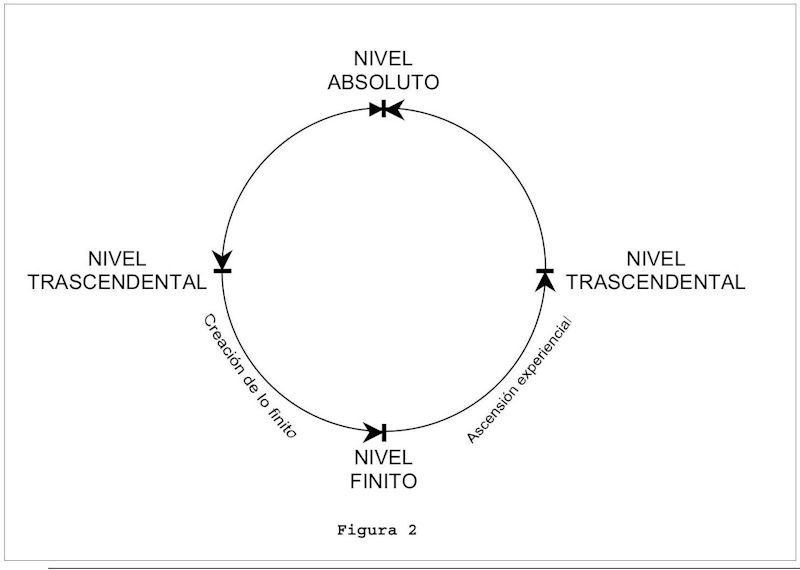 NIVEL
ABSOLUTO
NIVEL
TRASCENDENTAL
NIVEL
TRASCENDENTAL
Creación de lo finito
Ascensión experiencial
NIVEL
FINITO
Figura 2